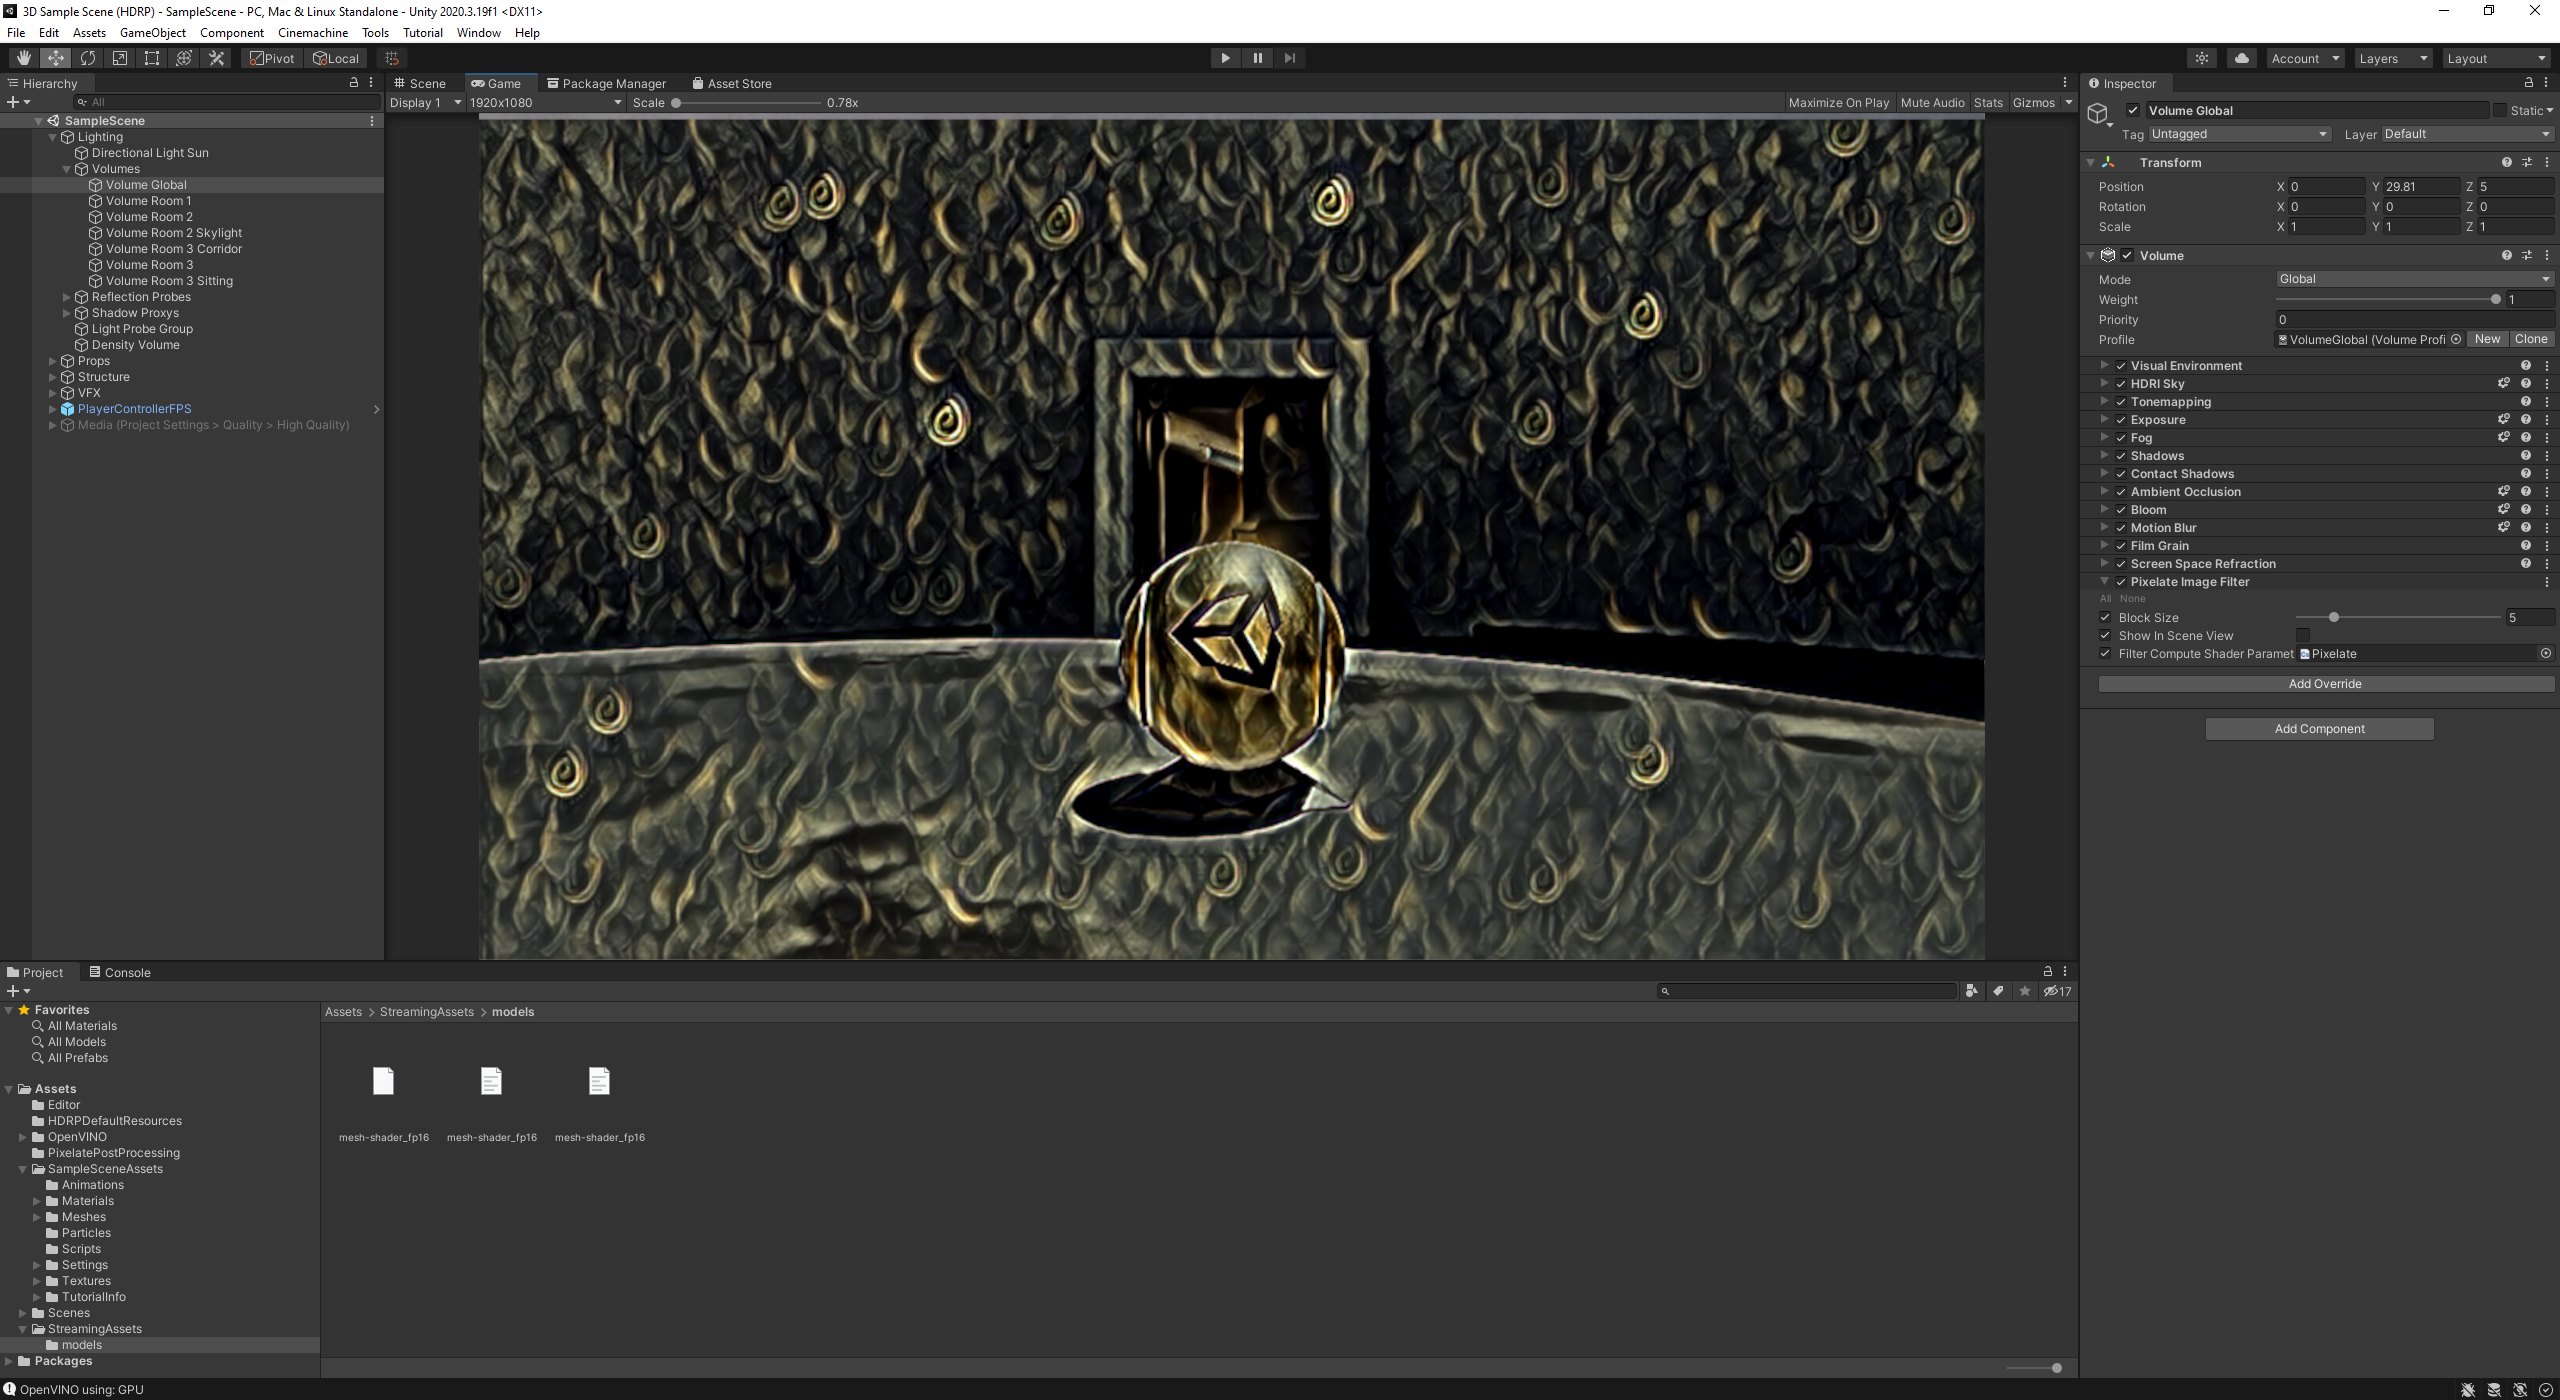 3D Sample Scene (HDRP) - SampleScene - PC, Mac & Linux Standalone - Unity 2020.3.19f1 <DX11>
File Edit Assets GameObject Component Cinemachine Tools Tutorial Window Help
Pivot Local Account Layers Layout
Hierarchy
All
SampleScene
Lighting
Directional Light Sun
Volumes
Volume Global
Volume Room 1
Volume Room 2
Volume Room 2 Skylight
Volume Room 3 Corridor
Volume Room 3
Volume Room 3 Sitting
Reflection Probes
Shadow Proxys
Light Probe Group
Density Volume
Props
Structure
VFX
PlayerControllerFPS
Media (Project Settings > Quality > High Quality)
Scene Game Package Manager Asset Store
Display 1 1920x1080 Scale 0.78x Maximize On Play Mute Audio Stats Gizmos
Inspector
Volume Global Static
Tag Untagged Layer Default
Transform
Position X 0 Y 29.81 Z 5
Rotation X 0 Y 0 Z 0
Scale X 1 Y 1 Z 1
Volume
Mode Global
Weight 1
Priority 0
Profile VolumeGlobal (Volume Profi New Clone
Visual Environment
HDRI Sky
Tonemapping
Exposure
Fog
Shadows
Contact Shadows
Ambient Occlusion
Bloom
Motion Blur
Film Grain
Screen Space Refraction
Pixelate Image Filter
All None
Block Size 5
Show In Scene View
Filter Compute Shader Paramet Pixelate
Add Override
Add Component
Project Console
17
Favorites
All Materials
All Models
All Prefabs
Assets
Editor
HDRPDefaultResources
OpenVINO
PixelatePostProcessing
SampleSceneAssets
Animations
Materials
Meshes
Particles
Scripts
Settings
Textures
TutorialInfo
Scenes
StreamingAssets
models
Packages
Assets > StreamingAssets > models
mesh-shader_fp16 mesh-shader_fp16 mesh-shader_fp16
OpenVINO using: GPU